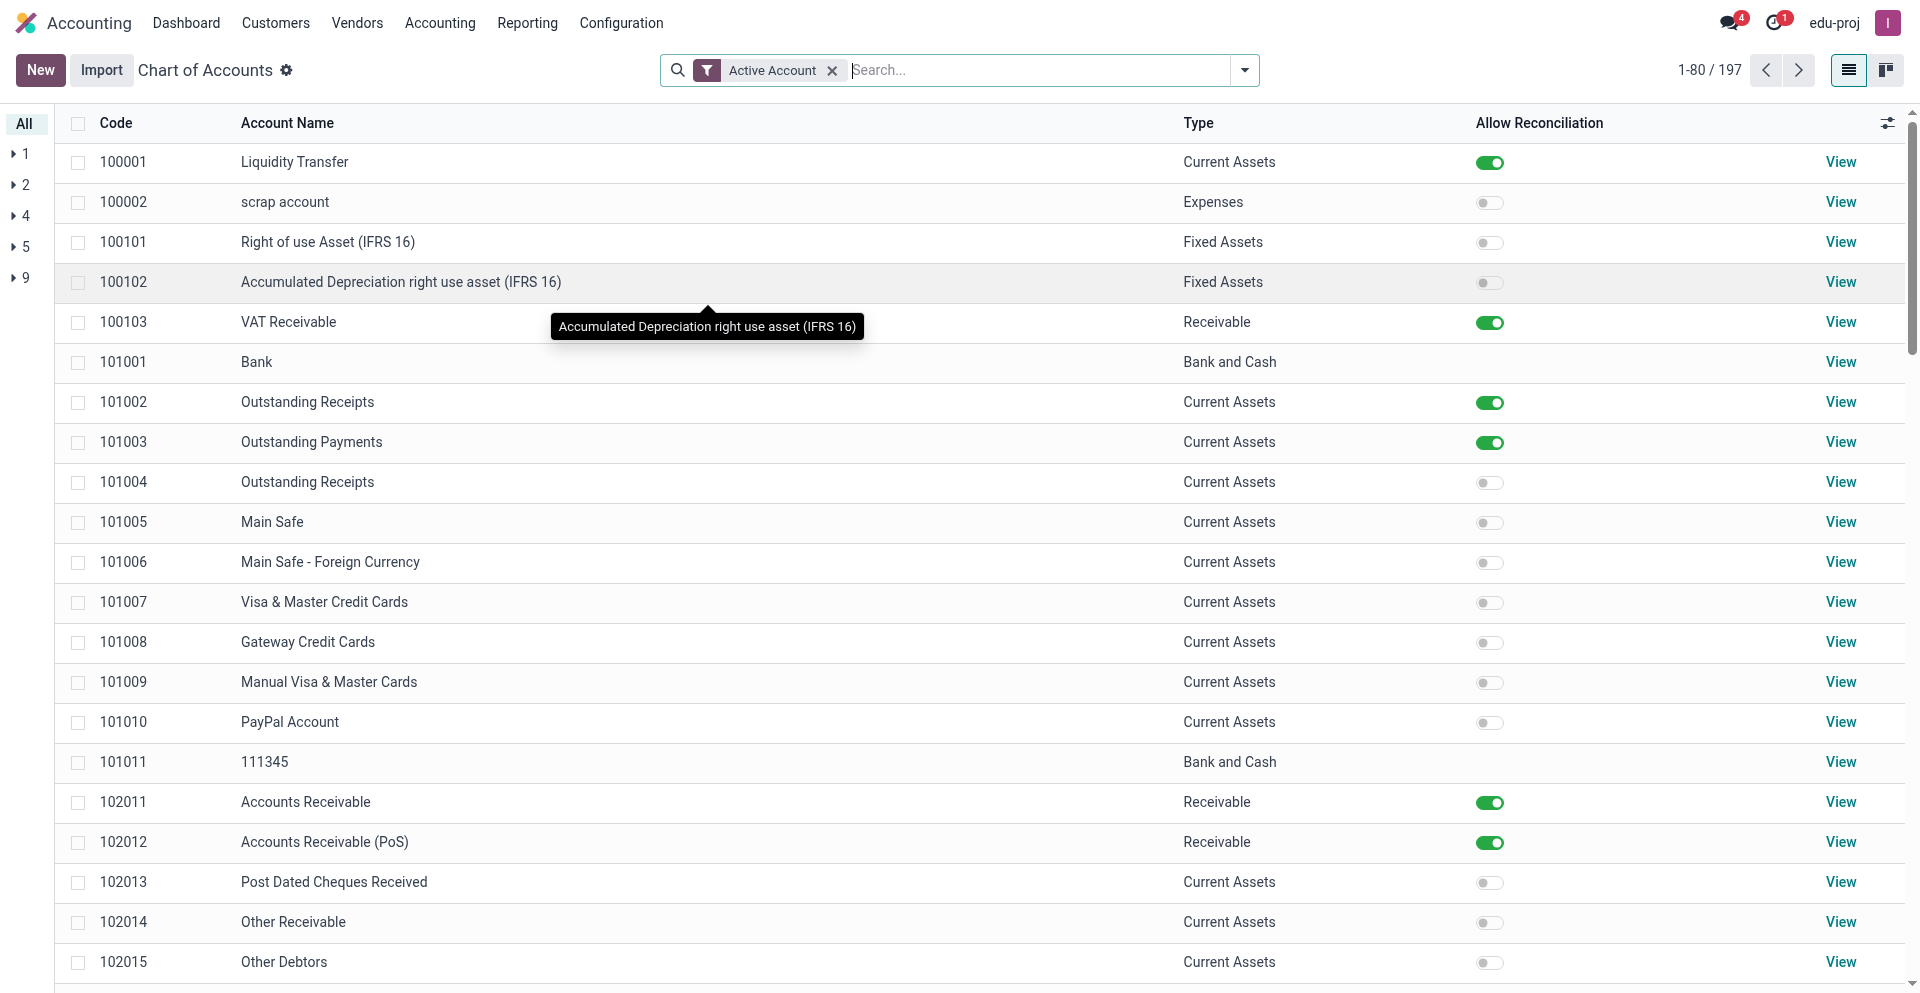 Accounting Dashboard Customers Vendors Accounting Reporting Configuration 4 1 edu-proj I
New Import Chart of Accounts Active Account Search... 1-80 / 197
All Code Account Name Type Allow Reconciliation
1
2
4
5
9
100001 Liquidity Transfer Current Assets View
100002 scrap account Expenses View
100101 Right of use Asset (IFRS 16) Fixed Assets View
100102 Accumulated Depreciation right use asset (IFRS 16) Fixed Assets View
100103 VAT Receivable Receivable View
Accumulated Depreciation right use asset (IFRS 16)
101001 Bank Bank and Cash View
101002 Outstanding Receipts Current Assets View
101003 Outstanding Payments Current Assets View
101004 Outstanding Receipts Current Assets View
101005 Main Safe Current Assets View
101006 Main Safe - Foreign Currency Current Assets View
101007 Visa & Master Credit Cards Current Assets View
101008 Gateway Credit Cards Current Assets View
101009 Manual Visa & Master Cards Current Assets View
101010 PayPal Account Current Assets View
101011 111345 Bank and Cash View
102011 Accounts Receivable Receivable View
102012 Accounts Receivable (PoS) Receivable View
102013 Post Dated Cheques Received Current Assets View
102014 Other Receivable Current Assets View
102015 Other Debtors Current Assets View